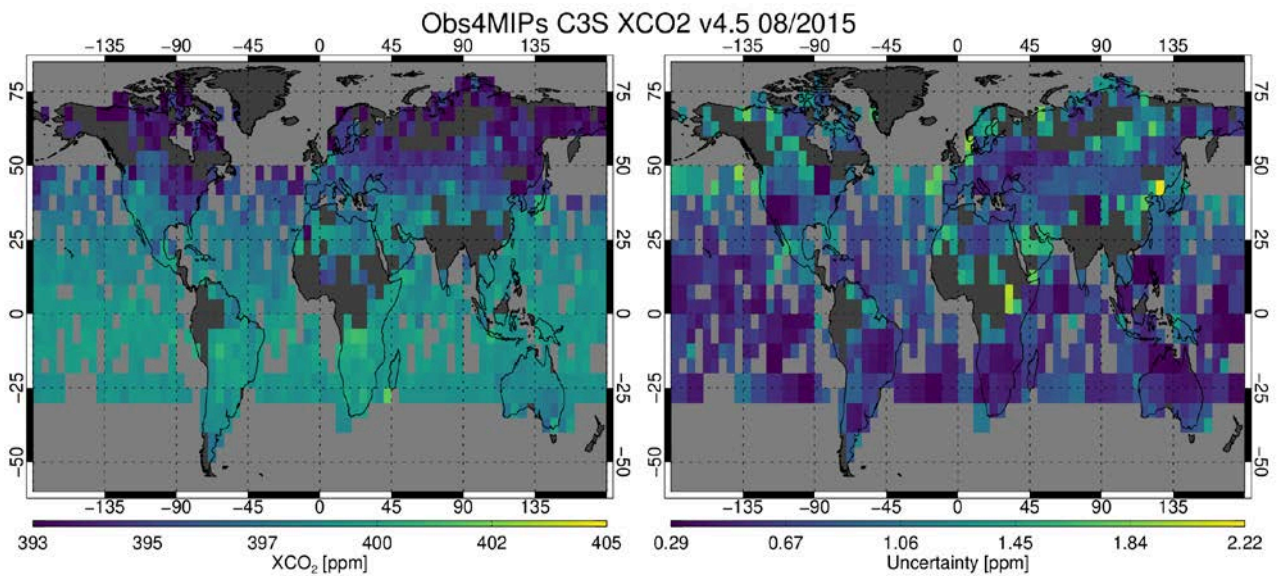 Obs4MIPs C3S XCO2 v4.5 08/2015
−135 −90 −45 0 45 90 135
−135 −90 −45 0 45 90 135
75 75 75 75
50 50 50 50
25 25 25 25
0 0 0 0
−25 −25 −25 −25
−50 −50 −50 −50
−135 −90 −45 0 45 90 135
−135 −90 −45 0 45 90 135
393 395 397 400 402 405
0.29 0.67 1.06 1.45 1.84 2.22
XCO₂ [ppm]
Uncertainty [ppm]